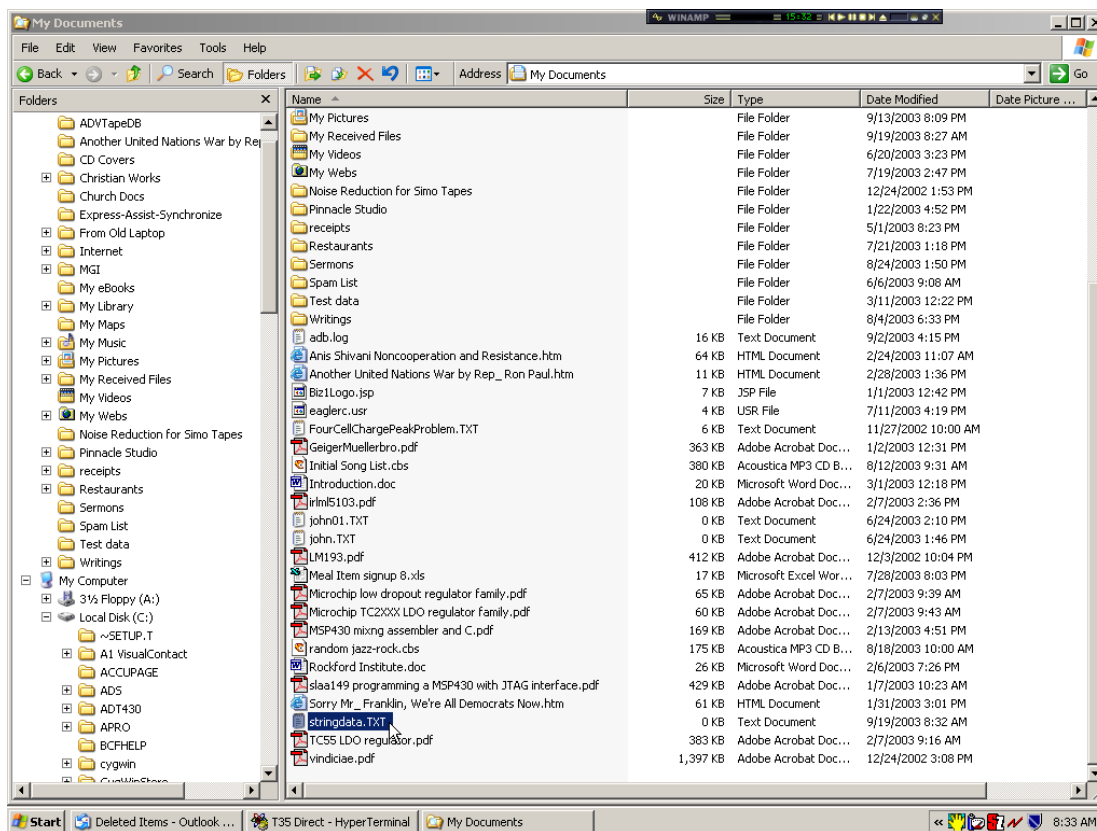 My Documents
WINAMP 15:32
File Edit View Favorites Tools Help
Back Search Folders Address My Documents Go
Folders
ADVTapeDB
Another United Nations War by Rep
CD Covers
Christian Works
Church Docs
Express-Assist-Synchronize
From Old Laptop
Internet
MGI
My eBooks
My Library
My Maps
My Music
My Pictures
My Received Files
My Videos
My Webs
Noise Reduction for Simo Tapes
Pinnacle Studio
receipts
Restaurants
Sermons
Spam List
Test data
Writings
My Computer
3½ Floppy (A:)
Local Disk (C:)
~SETUP.T
A1 VisualContact
ACCUPAGE
ADS
ADT430
APRO
BCFHELP
cygwin
CygWinStore
Name Size Type Date Modified Date Picture ...
My Pictures File Folder 9/13/2003 8:09 PM
My Received Files File Folder 9/19/2003 8:27 AM
My Videos File Folder 6/20/2003 3:23 PM
My Webs File Folder 7/19/2003 2:47 PM
Noise Reduction for Simo Tapes File Folder 12/24/2002 1:53 PM
Pinnacle Studio File Folder 1/22/2003 4:52 PM
receipts File Folder 5/1/2003 8:23 PM
Restaurants File Folder 7/21/2003 1:18 PM
Sermons File Folder 8/24/2003 1:50 PM
Spam List File Folder 6/6/2003 9:08 AM
Test data File Folder 3/11/2003 12:22 PM
Writings File Folder 8/4/2003 6:33 PM
adb.log 16 KB Text Document 9/2/2003 4:15 PM
Anis Shivani Noncooperation and Resistance.htm 64 KB HTML Document 2/24/2003 11:07 AM
Another United Nations War by Rep_ Ron Paul.htm 11 KB HTML Document 2/28/2003 1:36 PM
Biz1Logo.jsp 7 KB JSP File 1/1/2003 12:42 PM
eaglerc.usr 4 KB USR File 7/11/2003 4:19 PM
FourCellChargePeakProblem.TXT 6 KB Text Document 11/27/2002 10:00 AM
GeigerMuellerbro.pdf 363 KB Adobe Acrobat Doc... 1/2/2003 12:31 PM
Initial Song List.cbs 380 KB Acoustica MP3 CD B... 8/12/2003 9:31 AM
Introduction.doc 20 KB Microsoft Word Doc... 3/1/2003 12:18 PM
irlml5103.pdf 108 KB Adobe Acrobat Doc... 2/7/2003 2:36 PM
john01.TXT 0 KB Text Document 6/24/2003 2:10 PM
john.TXT 0 KB Text Document 6/24/2003 1:46 PM
LM193.pdf 412 KB Adobe Acrobat Doc... 12/3/2002 10:04 PM
Meal Item signup 8.xls 17 KB Microsoft Excel Wor... 7/28/2003 8:03 PM
Microchip low dropout regulator family.pdf 65 KB Adobe Acrobat Doc... 2/7/2003 9:39 AM
Microchip TC2XXX LDO regulator family.pdf 60 KB Adobe Acrobat Doc... 2/7/2003 9:43 AM
MSP430 mixng assembler and C.pdf 169 KB Adobe Acrobat Doc... 2/13/2003 4:51 PM
random jazz-rock.cbs 175 KB Acoustica MP3 CD B... 8/18/2003 10:00 AM
Rockford Institute.doc 26 KB Microsoft Word Doc... 2/6/2003 7:26 PM
slaa149 programming a MSP430 with JTAG interface.pdf 429 KB Adobe Acrobat Doc... 1/7/2003 10:23 AM
Sorry Mr_ Franklin, We're All Democrats Now.htm 61 KB HTML Document 1/31/2003 3:01 PM
stringdata.TXT 0 KB Text Document 9/19/2003 8:32 AM
TC55 LDO regulator.pdf 383 KB Adobe Acrobat Doc... 2/7/2003 9:16 AM
vindiciae.pdf 1,397 KB Adobe Acrobat Doc... 12/24/2002 3:08 PM
Start Deleted Items - Outlook ... T35 Direct - HyperTerminal My Documents « 8:33 AM